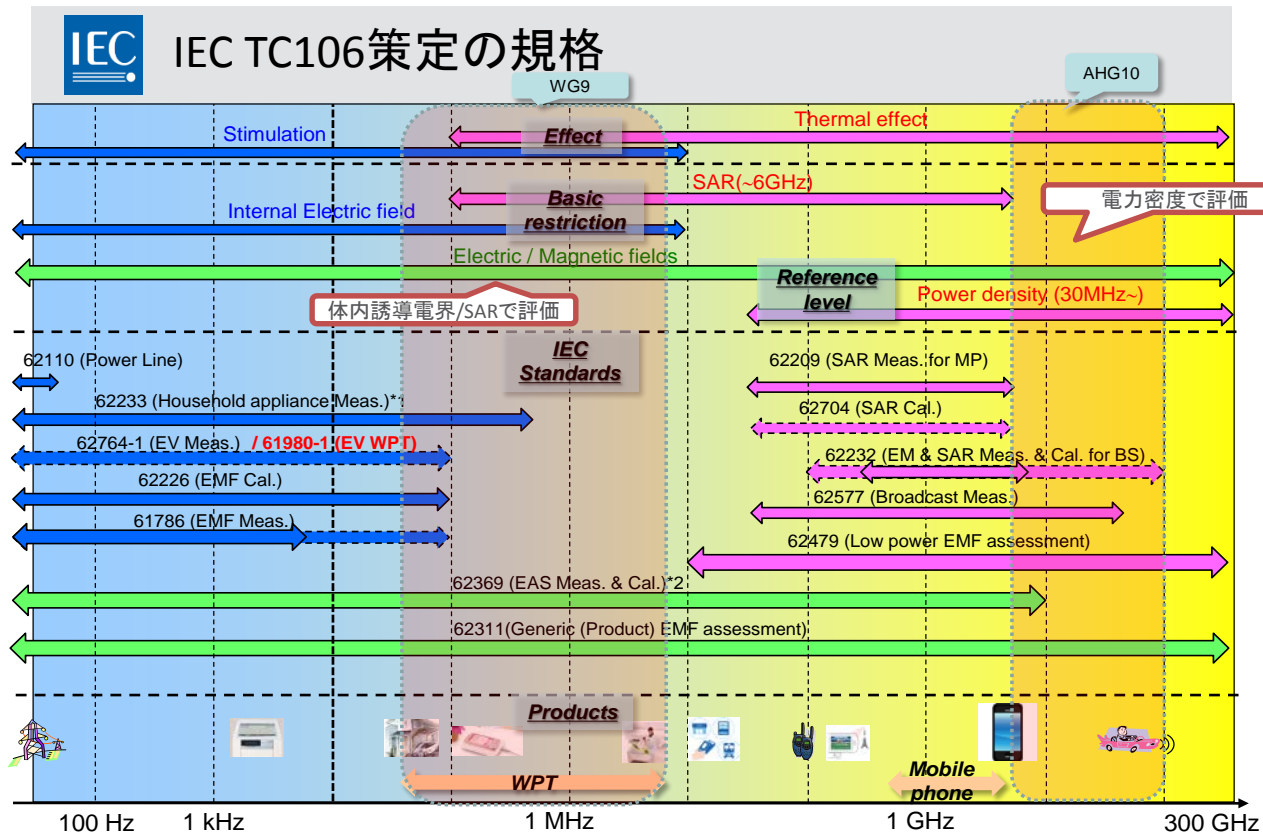 IEC
IEC TC106策定の規格
WG9
AHG10
Thermal effect
Stimulation
Effect
SAR(~6GHz)
Basic
restriction
Internal Electric field
電力密度で評価
Electric / Magnetic fields
Reference
level
体内誘導電界/SARで評価
Power density (30MHz~)
IEC
Standards
62110 (Power Line)
62209 (SAR Meas. for MP)
62233 (Household appliance Meas.)*1
62704 (SAR Cal.)
62764-1 (EV Meas.) / 61980-1 (EV WPT)
62232 (EM & SAR Meas. & Cal. for BS)
62226 (EMF Cal.)
62577 (Broadcast Meas.)
61786 (EMF Meas.)
62479 (Low power EMF assessment)
62369 (EAS Meas. & Cal.)*2
62311(Generic (Product) EMF assessment)
Products
WPT
Mobile
phone
100 Hz
1 kHz
1 MHz
1 GHz
300 GHz